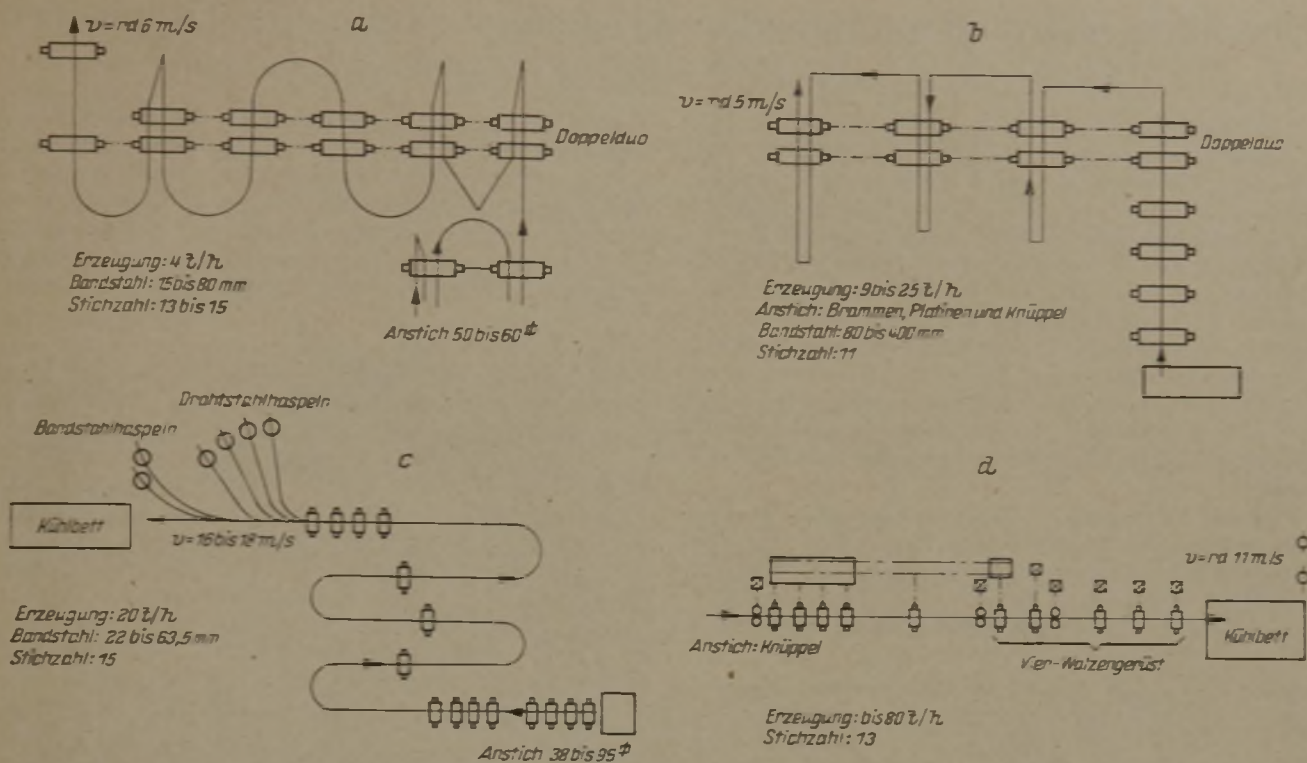 a
v = rd 6 m/s
Doppelduo
Erzeugung: 4 t/h
Bandstahl: 15 bis 80 mm
Stichzahl: 13 bis 15
Anstich 50 bis 60 ⌽
b
v = rd 5 m/s
Doppelduo
Erzeugung: 9 bis 25 t/h
Anstich: Brammen, Platinen und Knüppel
Bandstahl: 80 bis 400 mm
Stichzahl: 11
c
Drahtstahlhaspeln
Bandstahlhaspeln
Kühlbett
v = 16 bis 18 m/s
Erzeugung: 20 t/h
Bandstahl: 22 bis 63,5 mm
Stichzahl: 15
Anstich 38 bis 95 ⌽
d
v = rd 11 m/s
Anstich: Knüppel
Kühlbett
Vier-Walzengerüst
Erzeugung: bis 80 t/h
Stichzahl: 13